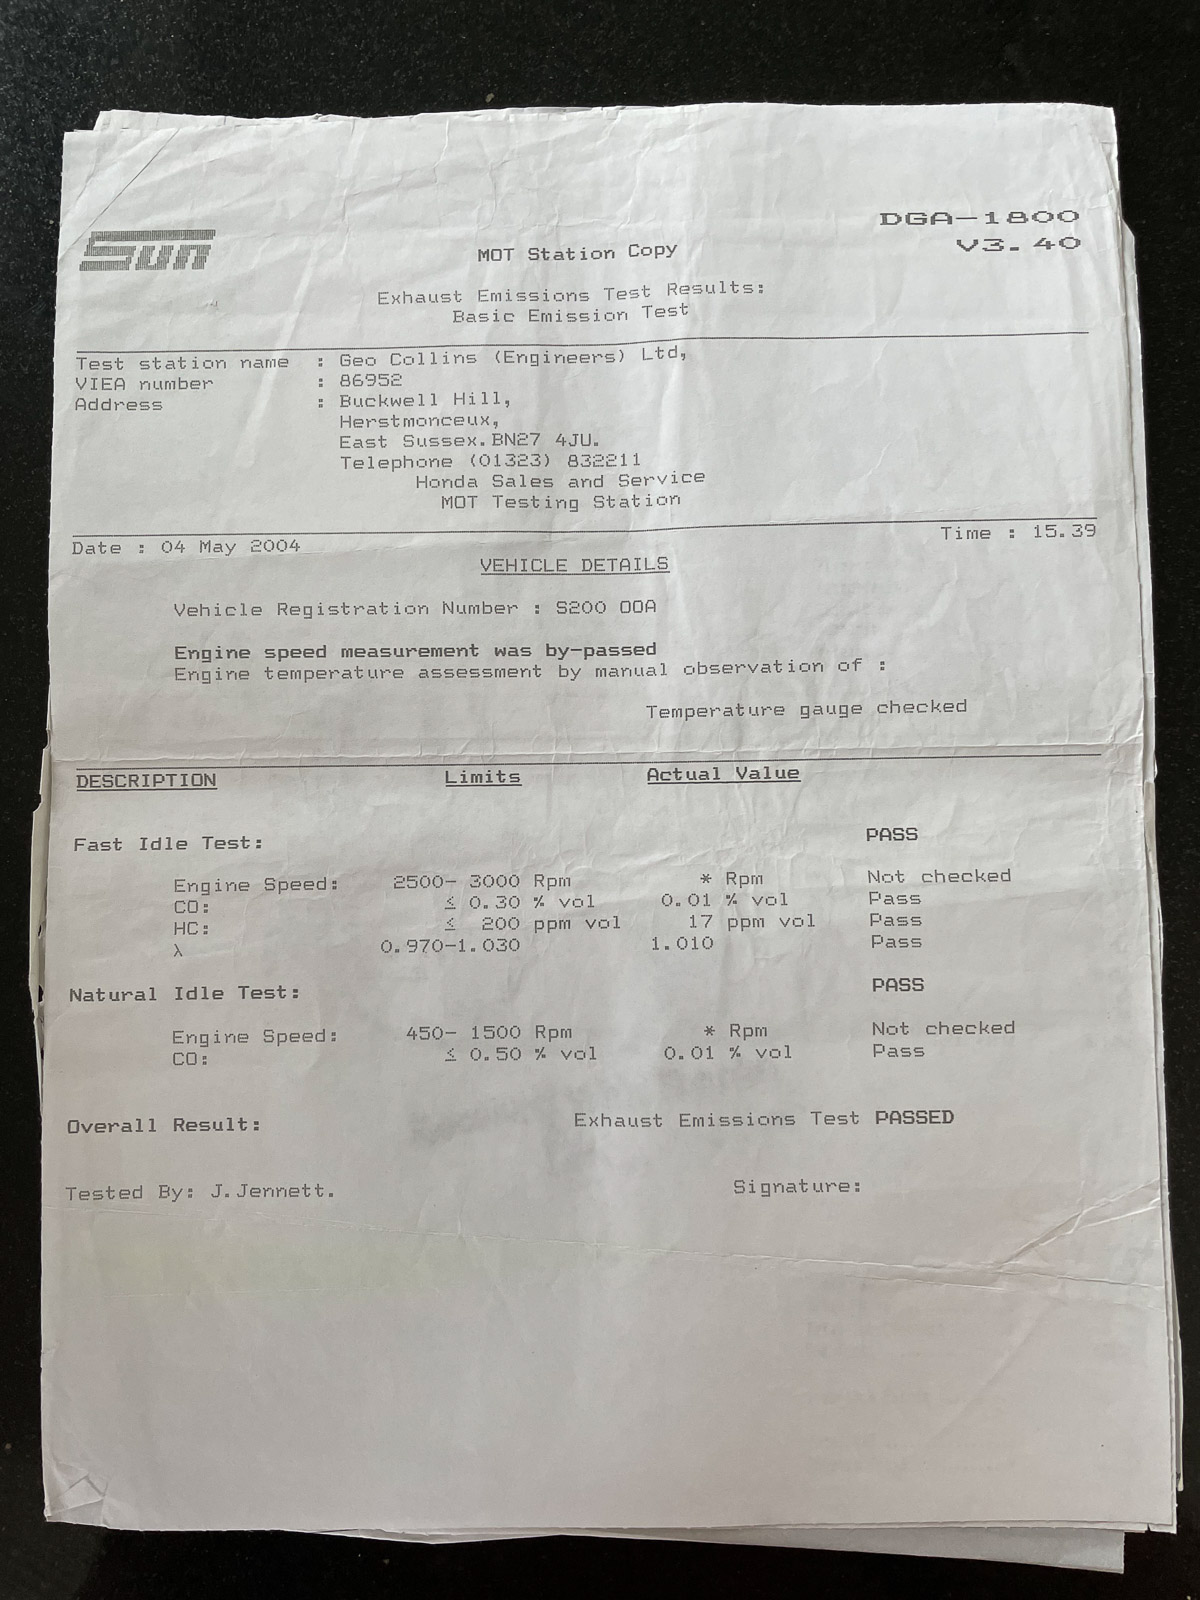 Sun
DGA-1800
V3.40
MOT Station Copy
Exhaust Emissions Test Results:
Basic Emission Test
Test station name : Geo Collins (Engineers) Ltd,
VIEA number : 86952
Address : Buckwell Hill,
Herstmonceux,
East Sussex.BN27 4JU.
Telephone (01323) 832211
Honda Sales and Service
MOT Testing Station
Date : 04 May 2004 Time : 15.39
VEHICLE DETAILS
Vehicle Registration Number : S200 OOA
Engine speed measurement was by-passed
Engine temperature assessment by manual observation of :
Temperature gauge checked
DESCRIPTION Limits Actual Value
Fast Idle Test: PASS
Engine Speed: 2500- 3000 Rpm * Rpm Not checked
CO: ≤ 0.30 % vol 0.01 % vol Pass
HC: ≤ 200 ppm vol 17 ppm vol Pass
λ 0.970-1.030 1.010 Pass
Natural Idle Test: PASS
Engine Speed: 450- 1500 Rpm * Rpm Not checked
CO: ≤ 0.50 % vol 0.01 % vol Pass
Overall Result: Exhaust Emissions Test PASSED
Tested By: J.Jennett. Signature: